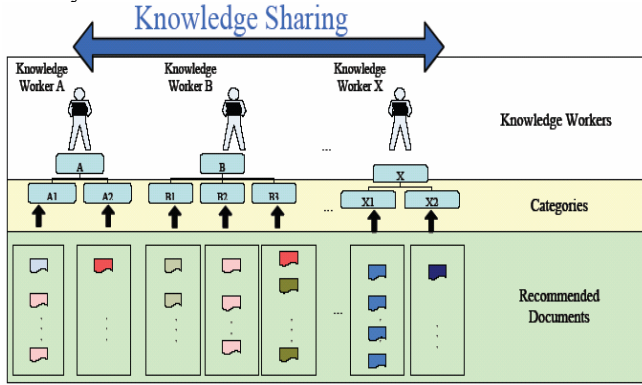 Knowledge Sharing
Knowledge
Worker A
Knowledge
Worker B
Knowledge
Worker X
...
Knowledge Workers
A
B
X
A1
A2
B1
B2
B3
...
X1
X2
Categories
...
Recommended
Documents